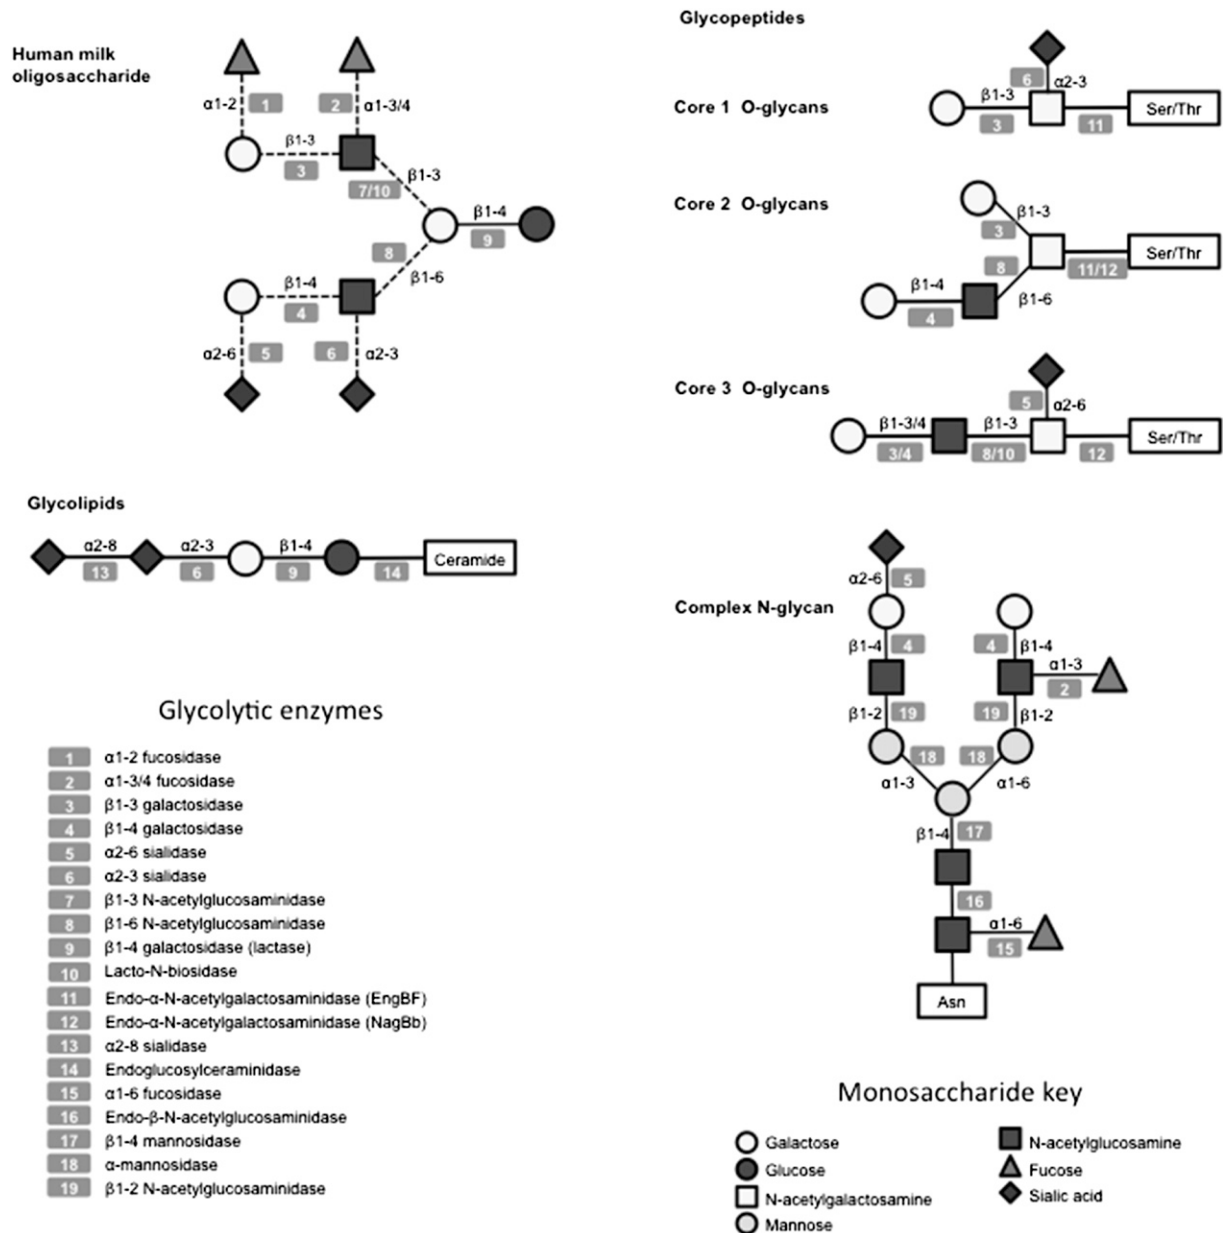 Human milk
oligosaccharide
α1-2
1
2
α1-3/4
β1-3
3
7/10
β1-3
β1-4
9
8
β1-6
β1-4
4
α2-6
5
6
α2-3
Glycolipids
α2-8
13
α2-3
6
β1-4
9
14
Ceramide
Glycolytic enzymes
1 α1-2 fucosidase
2 α1-3/4 fucosidase
3 β1-3 galactosidase
4 β1-4 galactosidase
5 α2-6 sialidase
6 α2-3 sialidase
7 β1-3 N-acetylglucosaminidase
8 β1-6 N-acetylglucosaminidase
9 β1-4 galactosidase (lactase)
10 Lacto-N-biosidase
11 Endo-α-N-acetylgalactosaminidase (EngBF)
12 Endo-α-N-acetylgalactosaminidase (NagBb)
13 α2-8 sialidase
14 Endoglucosylceraminidase
15 α1-6 fucosidase
16 Endo-β-N-acetylglucosaminidase
17 β1-4 mannosidase
18 α-mannosidase
19 β1-2 N-acetylglucosaminidase
Glycopeptides
Core 1 O-glycans
6
α2-3
β1-3
3
11
Ser/Thr
Core 2 O-glycans
β1-3
3
8
11/12
Ser/Thr
β1-4
4
β1-6
Core 3 O-glycans
5
α2-6
β1-3/4
3/4
β1-3
8/10
12
Ser/Thr
Complex N-glycan
α2-6
5
β1-4
4
4
β1-4
α1-3
2
β1-2
19
19
β1-2
18
18
α1-3
α1-6
β1-4
17
16
α1-6
15
Asn
Monosaccharide key
Galactose
Glucose
N-acetylgalactosamine
Mannose
N-acetylglucosamine
Fucose
Sialic acid